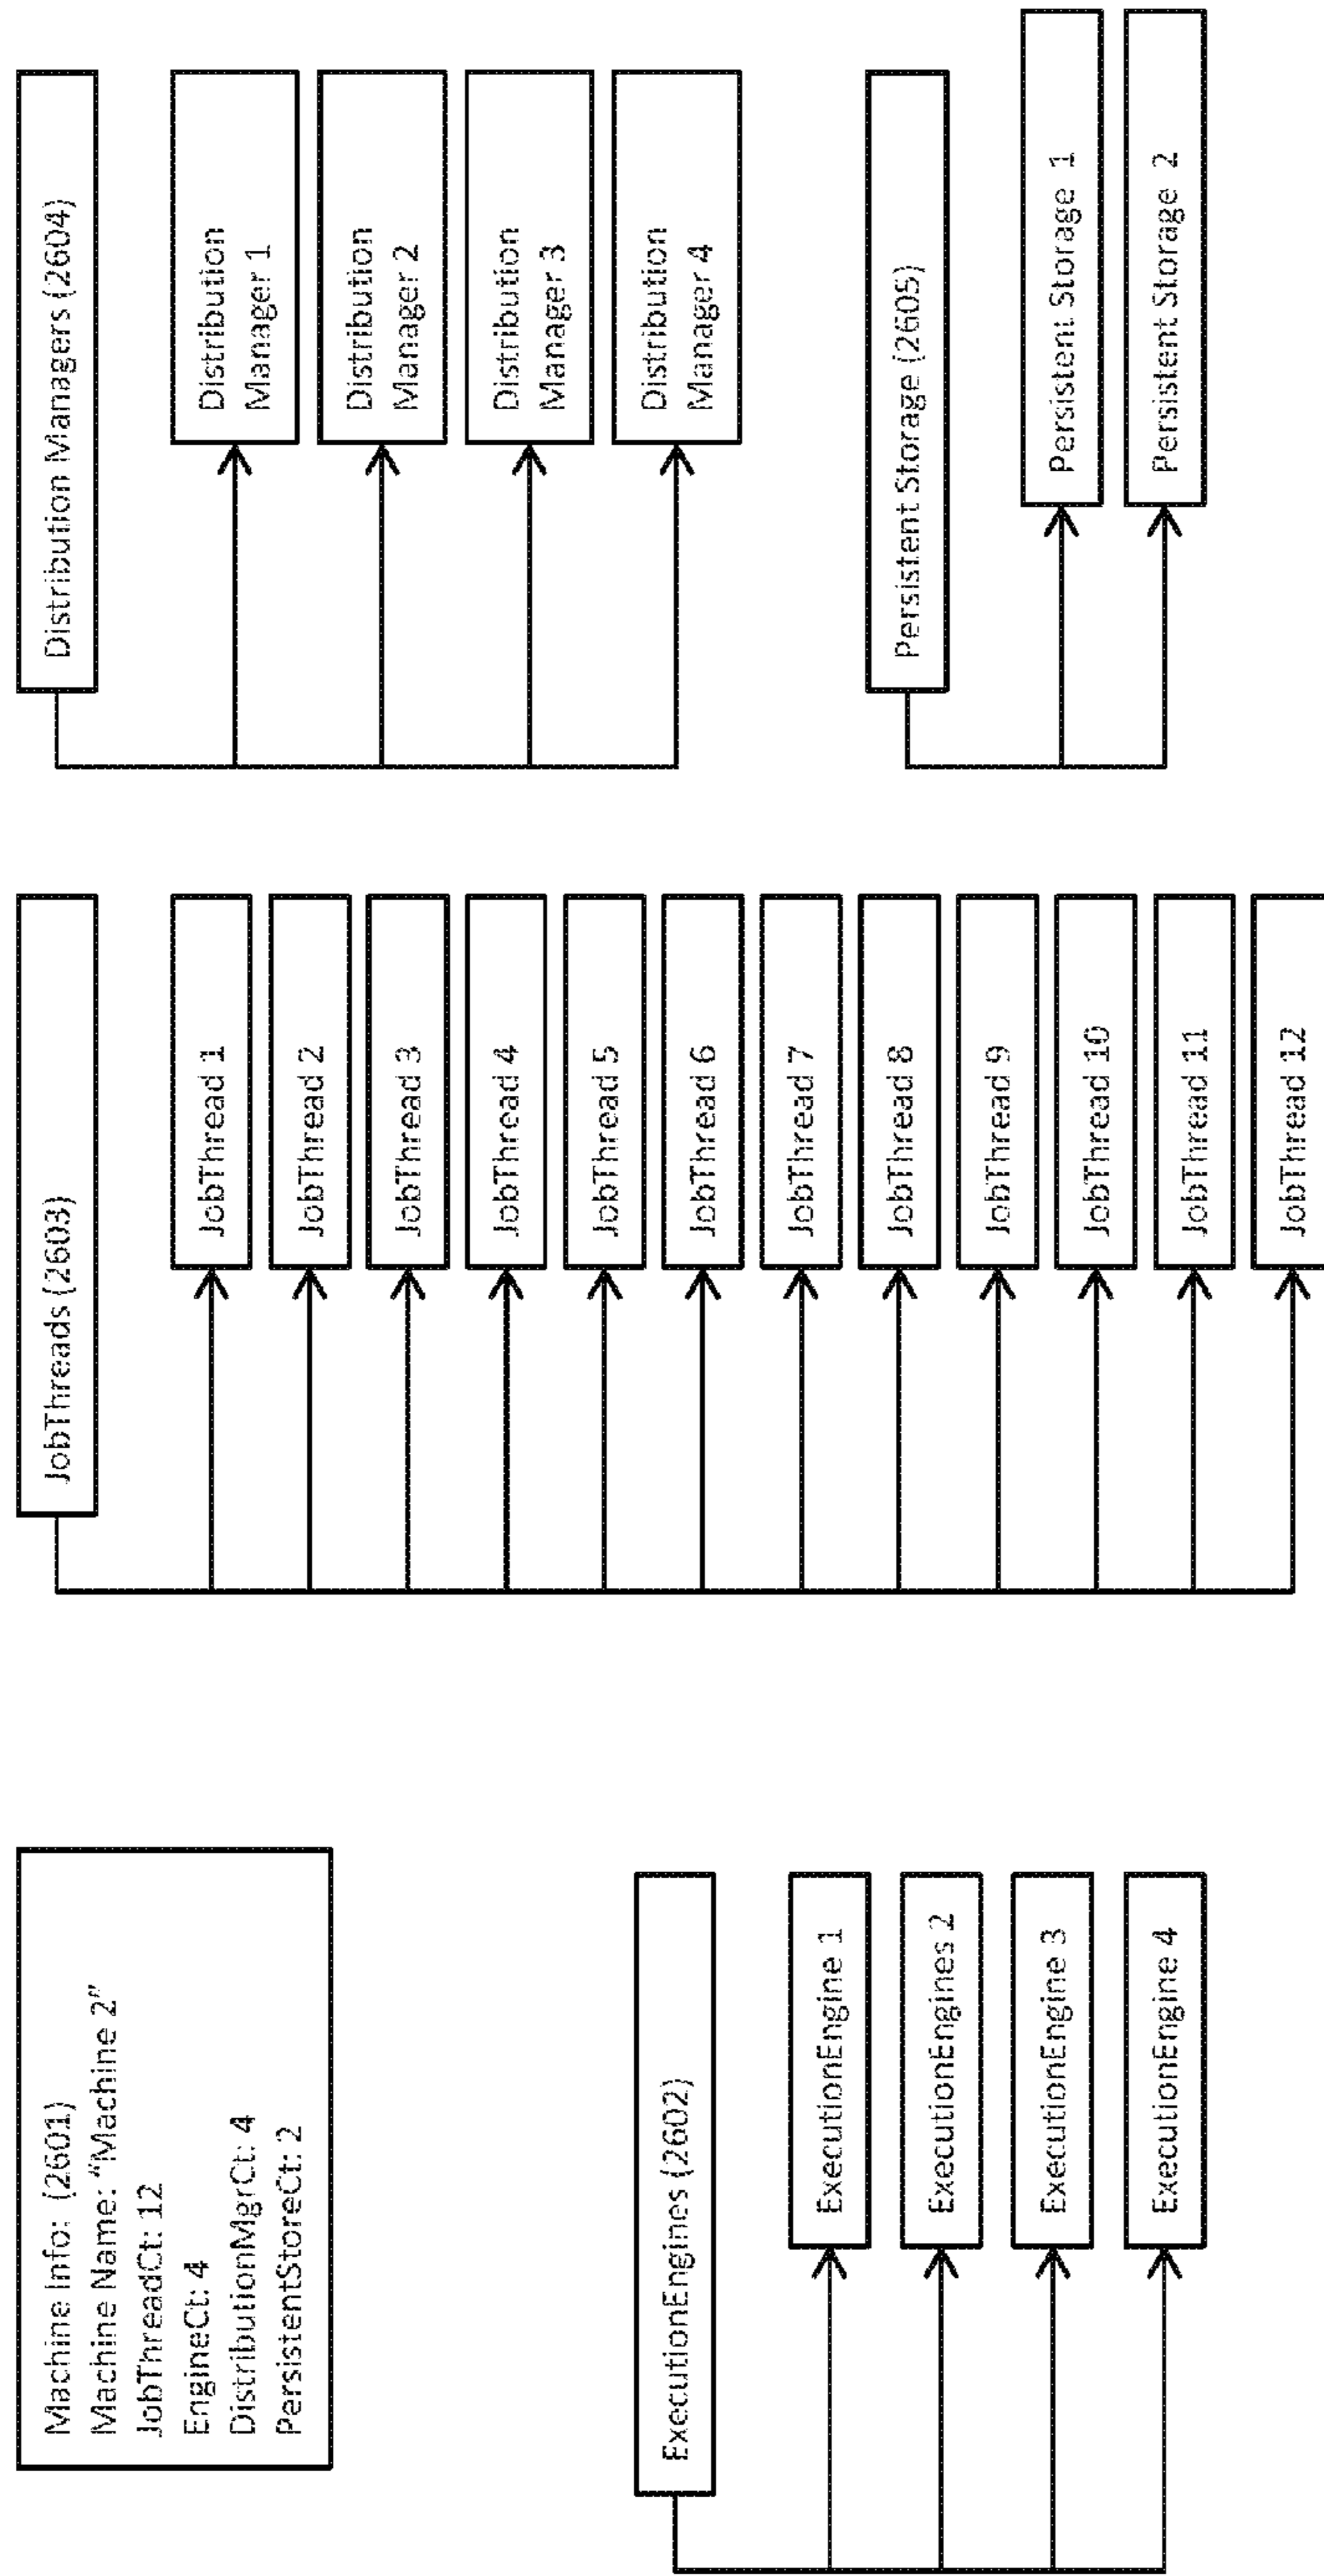 Machine Info: (2601)
Machine Name: “Machine 2”
JobThreadCt: 12
EngineCt: 4
DistributionMgrCt: 4
PersistentStoreCt: 2
ExecutionEngines (2602)
ExecutionEngine 1
ExecutionEngines 2
ExecutionEngine 3
ExecutionEngine 4
JobThreads (2603)
JobThread 1
JobThread 2
JobThread 3
JobThread 4
JobThread 5
JobThread 6
JobThread 7
JobThread 8
JobThread 9
JobThread 10
JobThread 11
JobThread 12
Distribution Managers (2604)
Distribution
Manager 1
Distribution
Manager 2
Distribution
Manager 3
Distribution
Manager 4
Persistent Storage (2605)
Persistent Storage 1
Persistent Storage 2